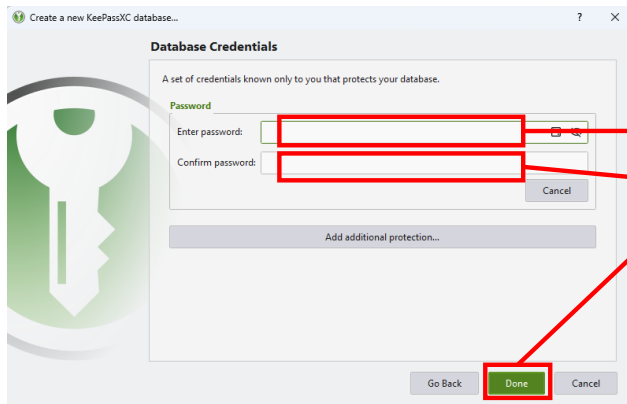 Create a new KeePassXC database...
Database Credentials
A set of credentials known only to you that protects your database.
Password
Enter password:
Confirm password:
Cancel
Add additional protection...
Go Back Done Cancel